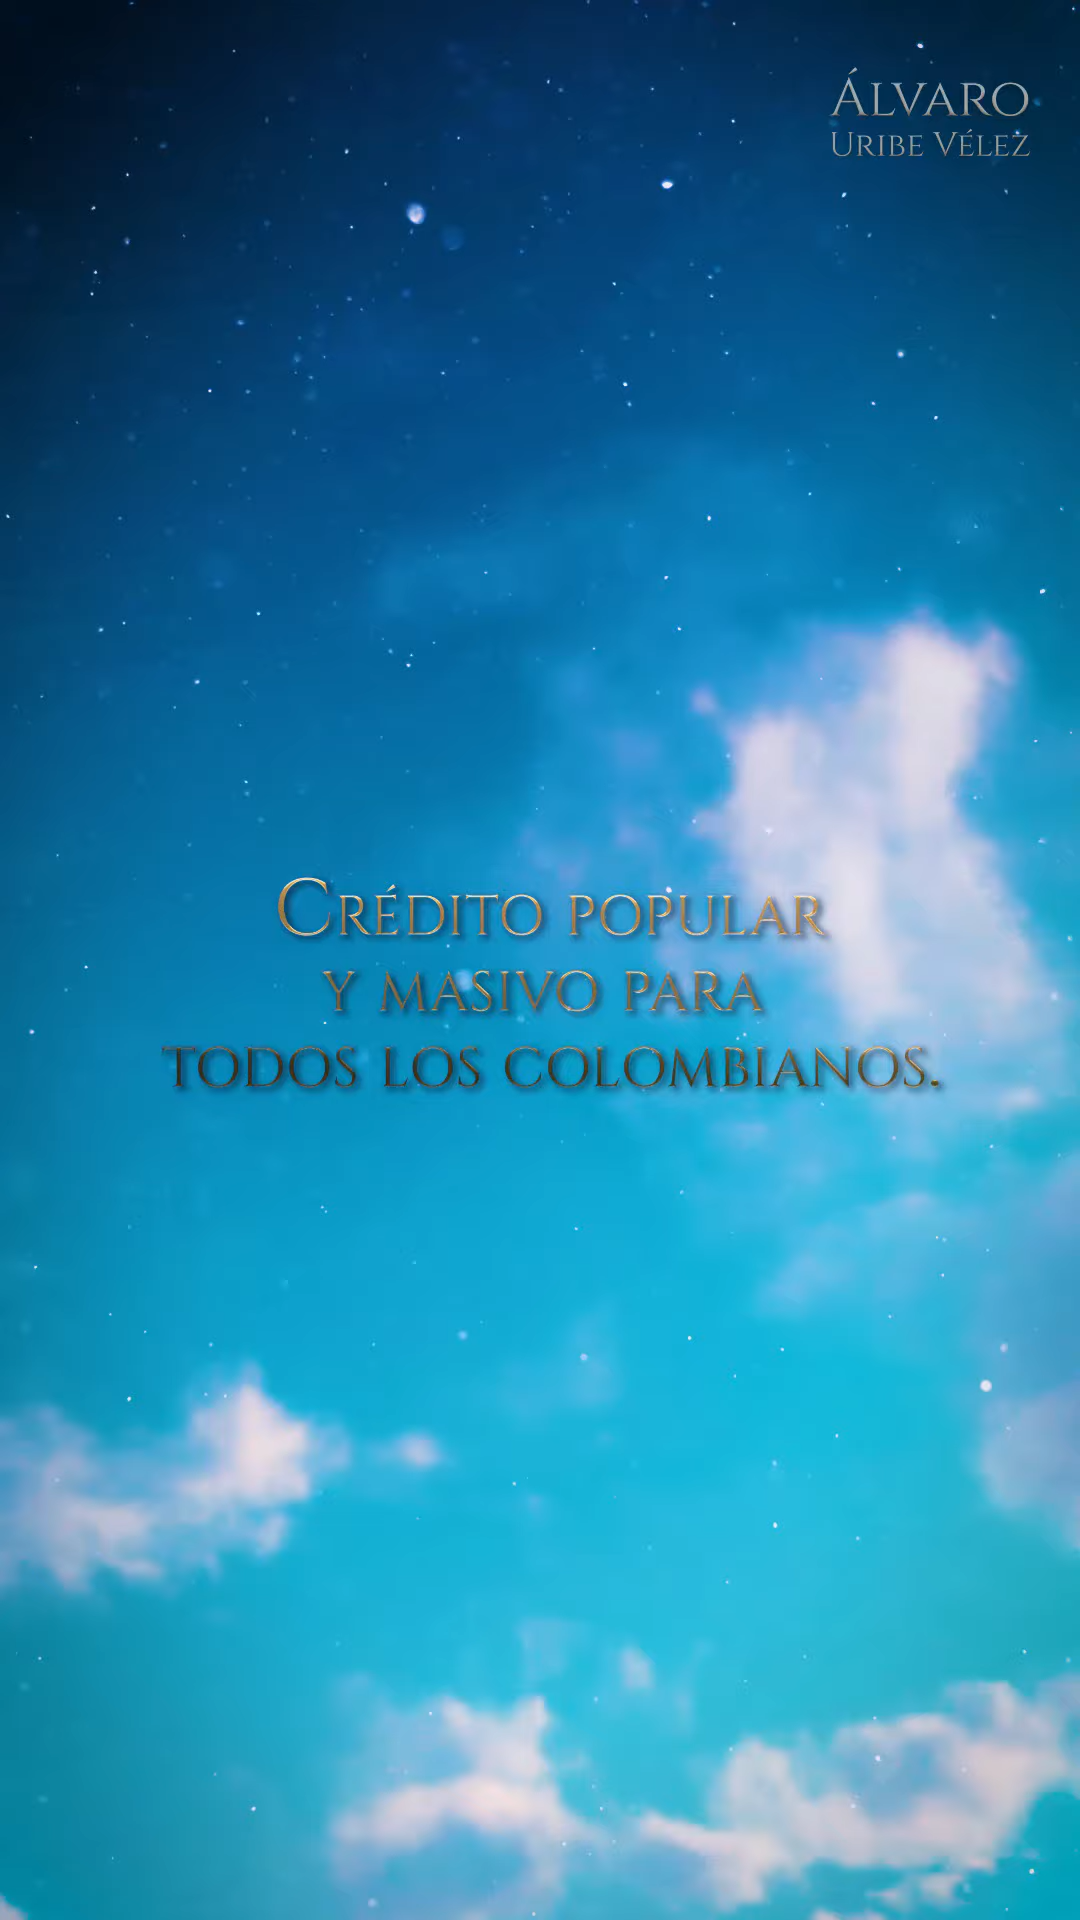 Álvaro
Uribe Vélez
Crédito popular
y masivo para
todos los colombianos.